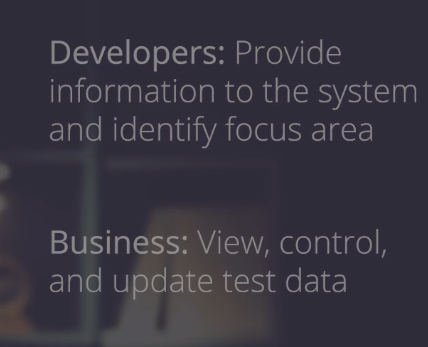 Developers: Provide
information to the system
and identify focus area
Business: View, control,
and update test data